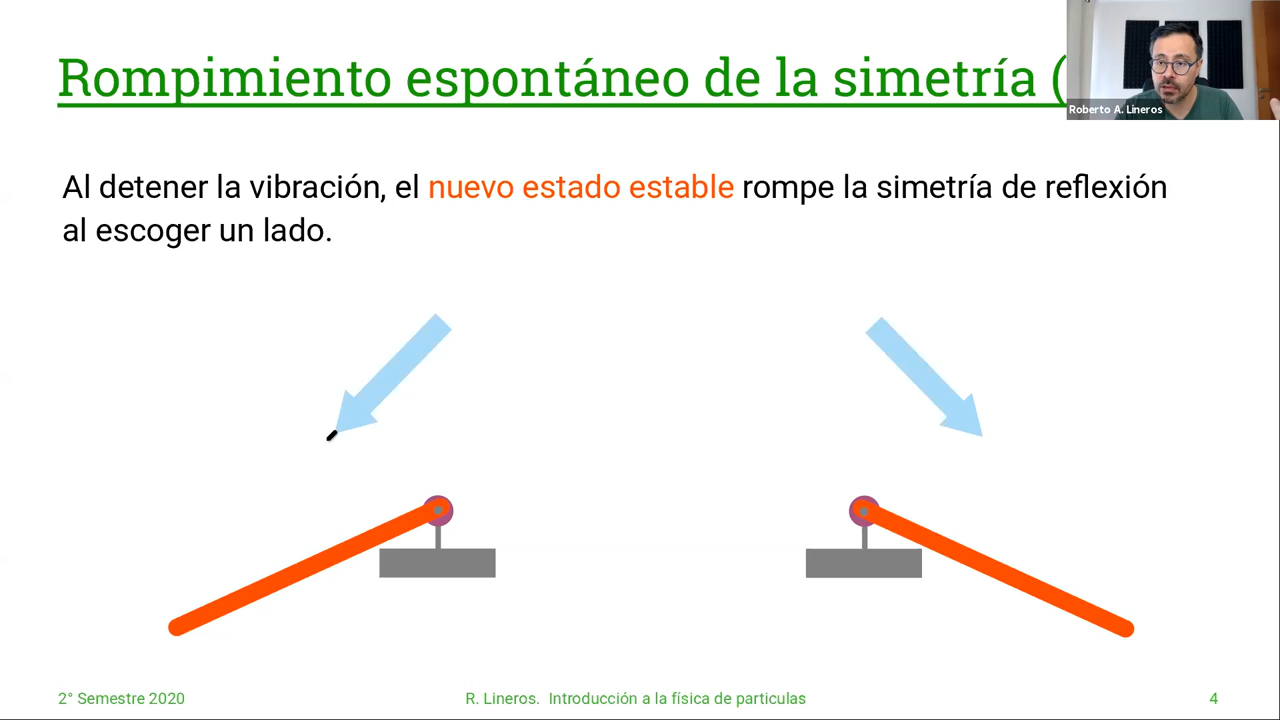 Rompimiento espontáneo de la simetría (
Roberto A. Lineros
Al detener la vibración, el nuevo estado estable rompe la simetría de reflexión
al escoger un lado.
2° Semestre 2020
R. Lineros. Introducción a la física de particulas
4